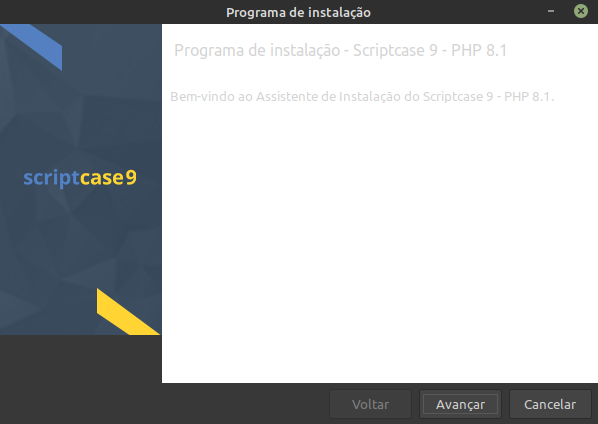 Programa de instalação
Programa de instalação - Scriptcase 9 - PHP 8.1
Bem-vindo ao Assistente de Instalação do Scriptcase 9 - PHP 8.1.
scriptcase9
Voltar
Avançar
Cancelar